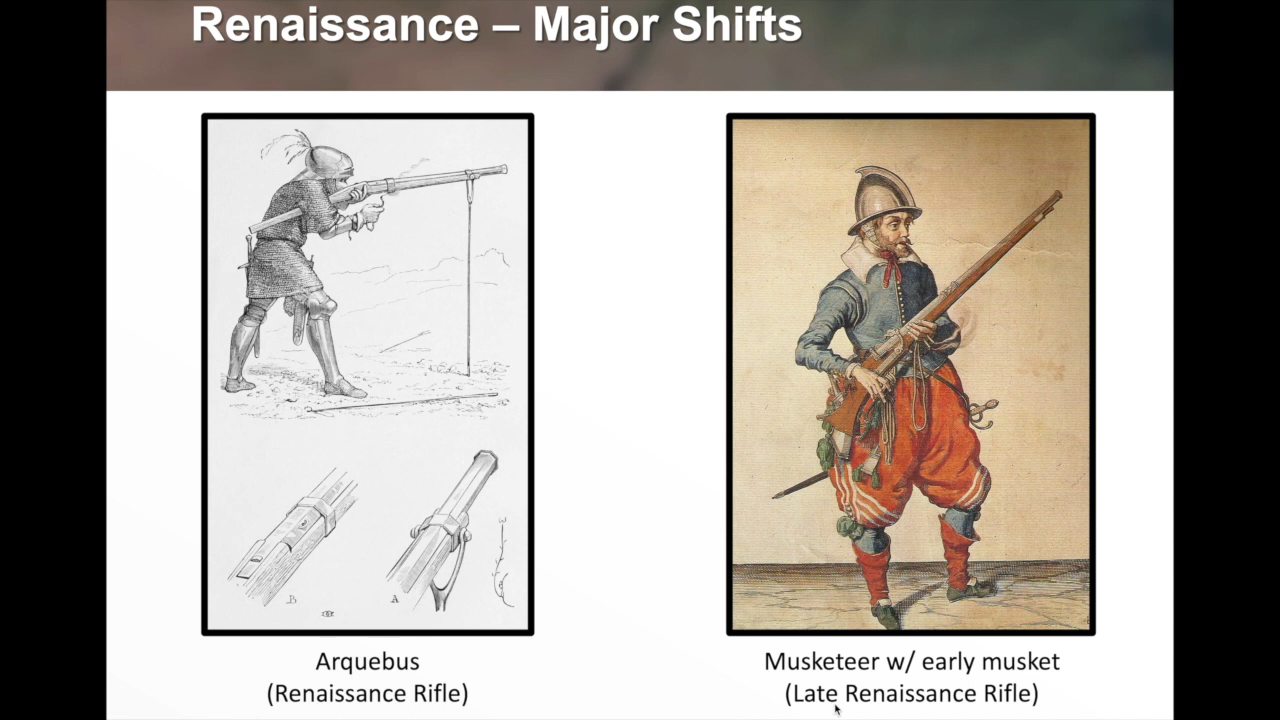 Renaissance – Major Shifts
B
A
Arquebus
(Renaissance Rifle)
Musketeer w/ early musket
(Late Renaissance Rifle)